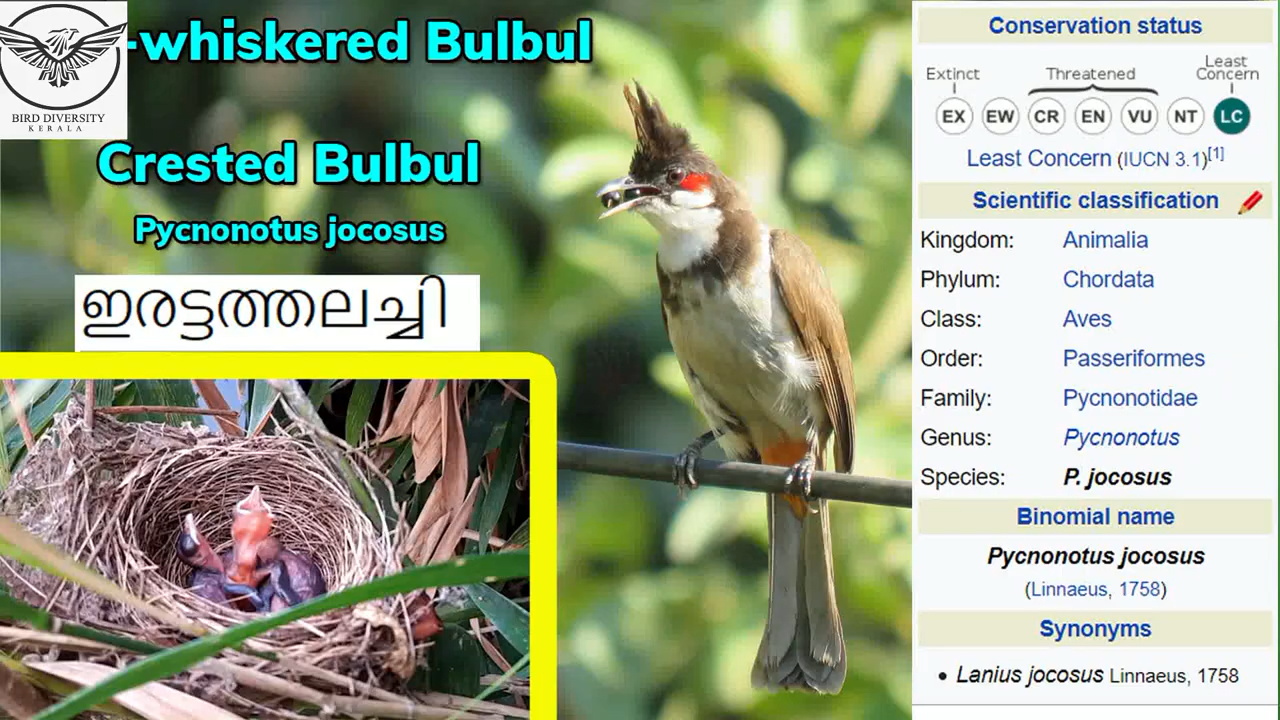 BIRD DIVERSITY
KERALA
-whiskered Bulbul
Crested Bulbul
Pycnonotus jocosus
ഇരട്ടത്തലച്ചി
Conservation status
Extinct
Threatened
Least Concern
EX EW CR EN VU NT LC
Least Concern (IUCN 3.1)[1]
Scientific classification
Kingdom: Animalia
Phylum: Chordata
Class: Aves
Order: Passeriformes
Family: Pycnonotidae
Genus: Pycnonotus
Species: P. jocosus
Binomial name
Pycnonotus jocosus
(Linnaeus, 1758)
Synonyms
• Lanius jocosus Linnaeus, 1758